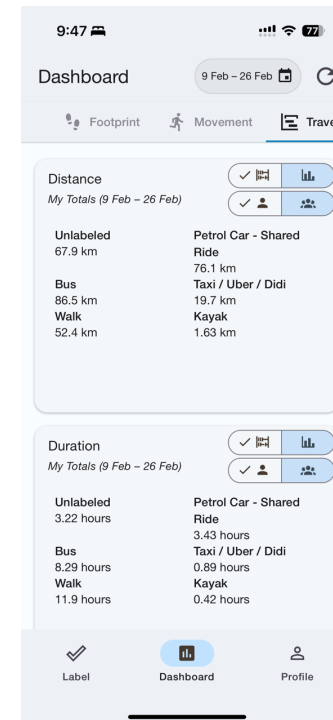 9:47
77
Dashboard
9 Feb – 26 Feb
Footprint
Movement
Trave
Distance
My Totals (9 Feb – 26 Feb)
Unlabeled
67.9 km
Petrol Car - Shared
Ride
76.1 km
Bus
86.5 km
Taxi / Uber / Didi
19.7 km
Walk
52.4 km
Kayak
1.63 km
Duration
My Totals (9 Feb – 26 Feb)
Unlabeled
3.22 hours
Petrol Car - Shared
Ride
3.43 hours
Bus
8.29 hours
Taxi / Uber / Didi
0.89 hours
Walk
11.9 hours
Kayak
0.42 hours
Label
Dashboard
Profile